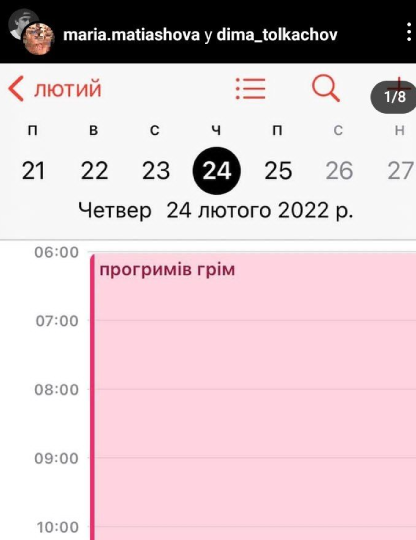 maria.matiashova у dima_tolkachov
лютий
1/8
П В С Ч П С Н
21 22 23 24 25 26 27
Четвер 24 лютого 2022 р.
06:00
прогримів грім
07:00
08:00
09:00
10:00